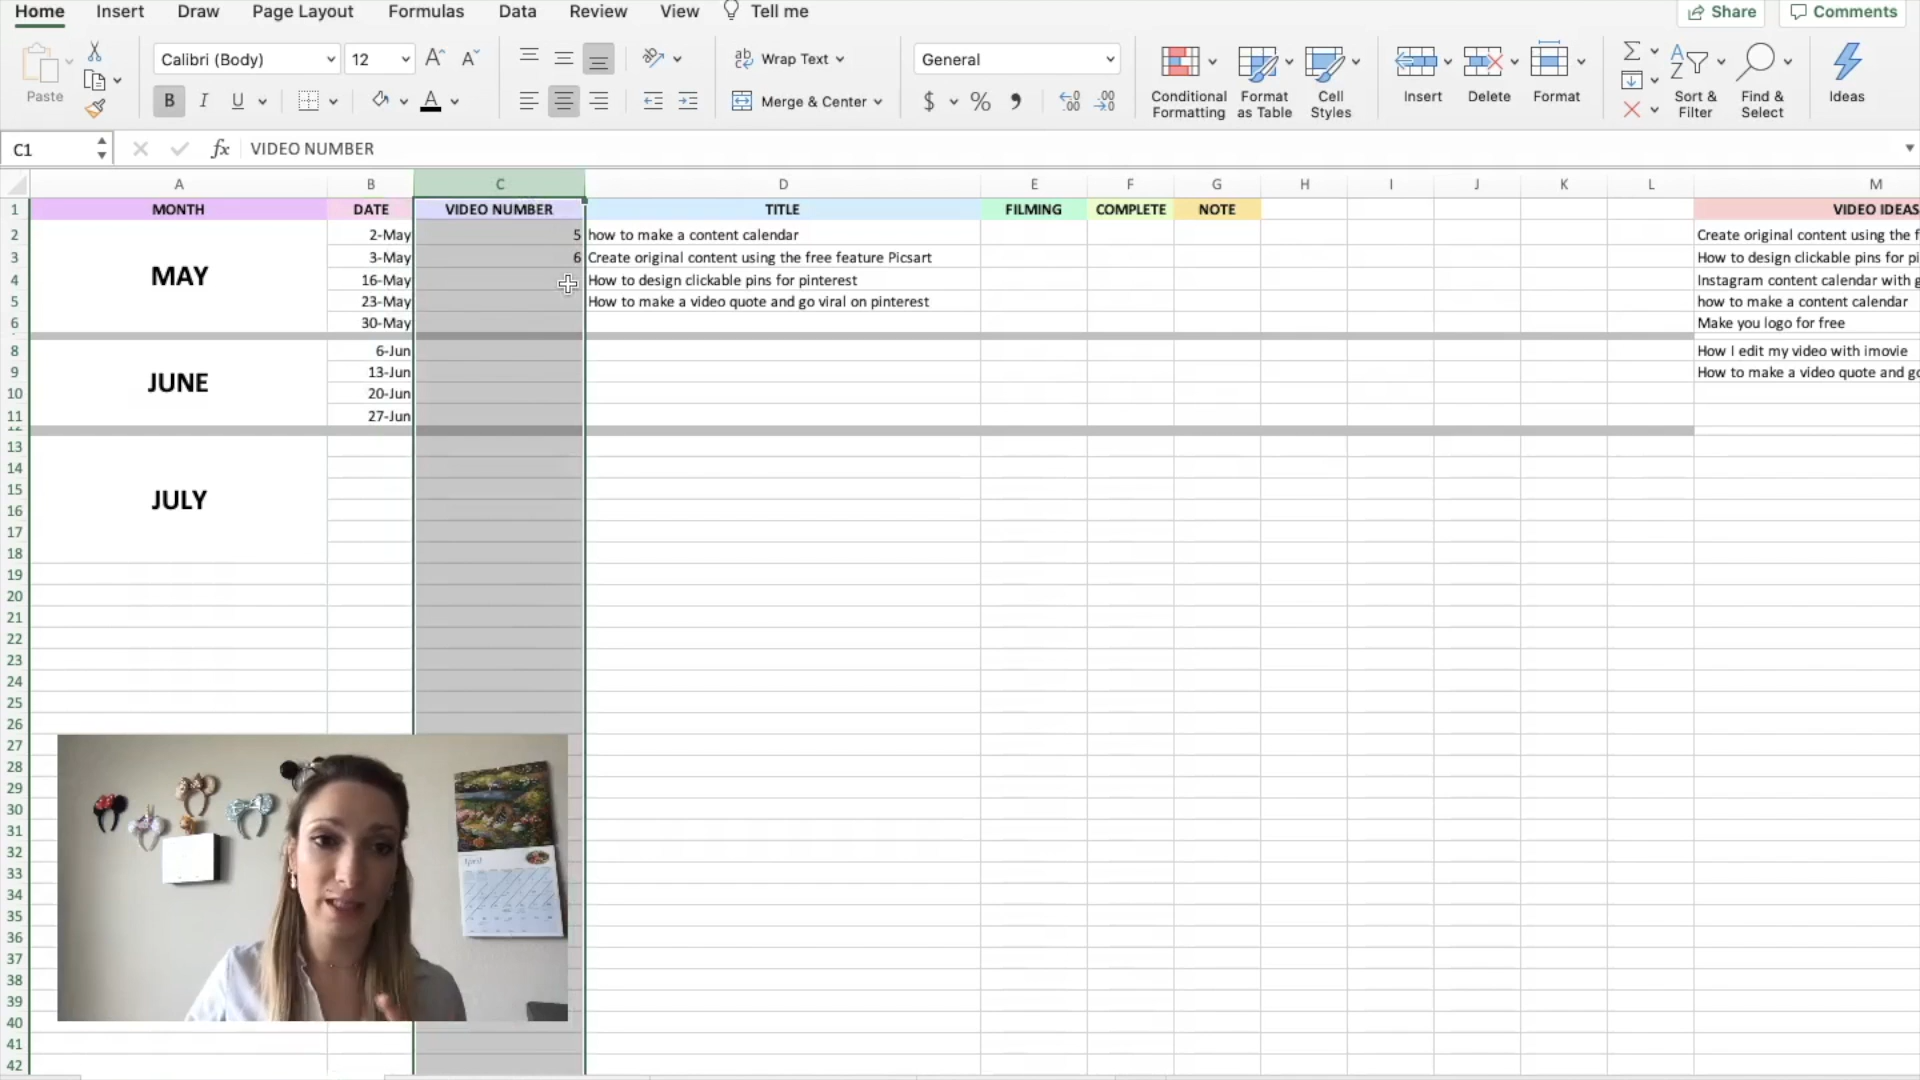 Home Insert Draw Page Layout Formulas Data Review View Tell me Share Comments
Paste Calibri (Body) 12 A A Wrap Text General Conditional Formatting Format as Table Cell Styles Insert Delete Format Sort & Filter Find & Select Ideas
B I U A Merge & Center $ % ,
C1 fx VIDEO NUMBER
A B C D E F G H I J K L M
1 MONTH DATE VIDEO NUMBER TITLE FILMING COMPLETE NOTE VIDEO IDEAS
2 2-May 5 how to make a content calendar Create original content using the f
3 MAY 3-May 6 Create original content using the free feature Picsart How to design clickable pins for pi
4 16-May How to design clickable pins for pinterest Instagram content calendar with g
5 23-May How to make a video quote and go viral on pinterest how to make a content calendar
6 30-May Make you logo for free
8 6-Jun How I edit my video with imovie
9 JUNE 13-Jun How to make a video quote and go
10 20-Jun
11 27-Jun
13
14
15 JULY
16
17
18
19
20
21
22
23
24
25
26
27
28
29
30
31
32
33
34
35
36
37
38
39
40
41
42
April